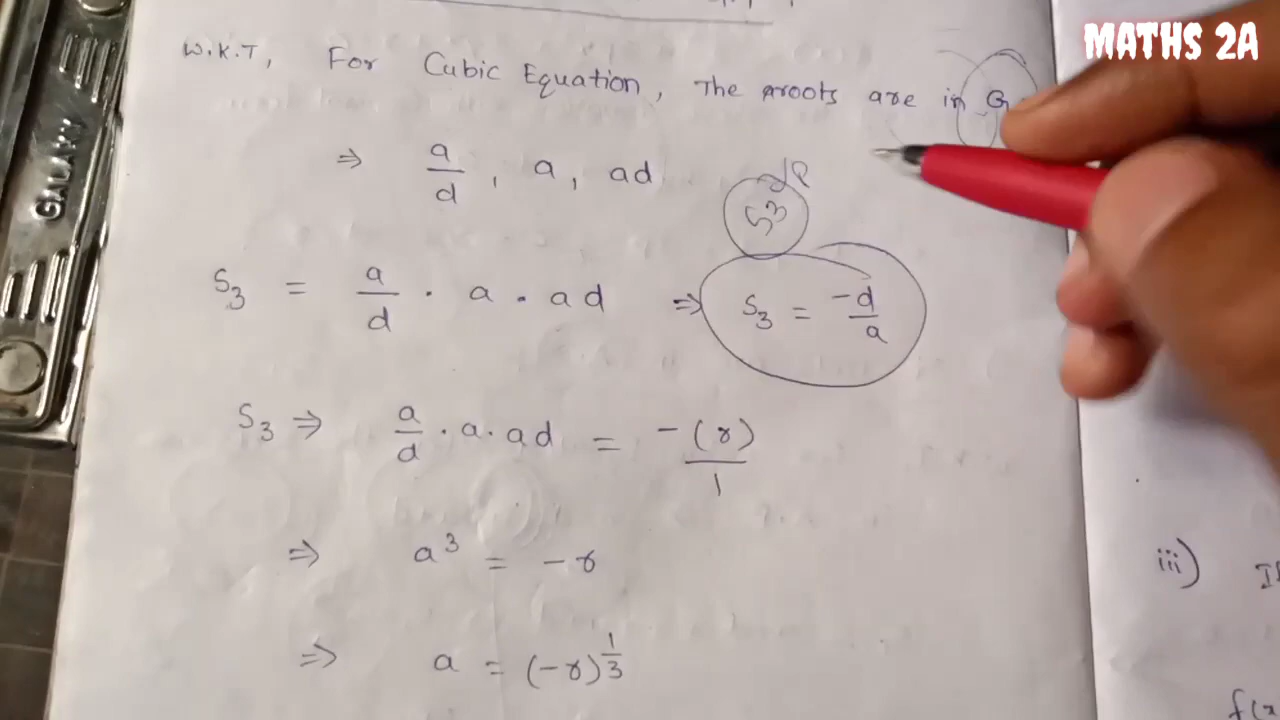 MATHS 2A
W.K.T, For Cubic Equation, The roots are in G
⇒ a/d, a, ad
S3
S3 = a/d · a · ad ⇒ S3 = -d/a
S3 ⇒ a/d · a · ad = -(r)/1
⇒ a³ = -r
⇒ a = (-r)^1/3
iii)
f(x
GALAXY